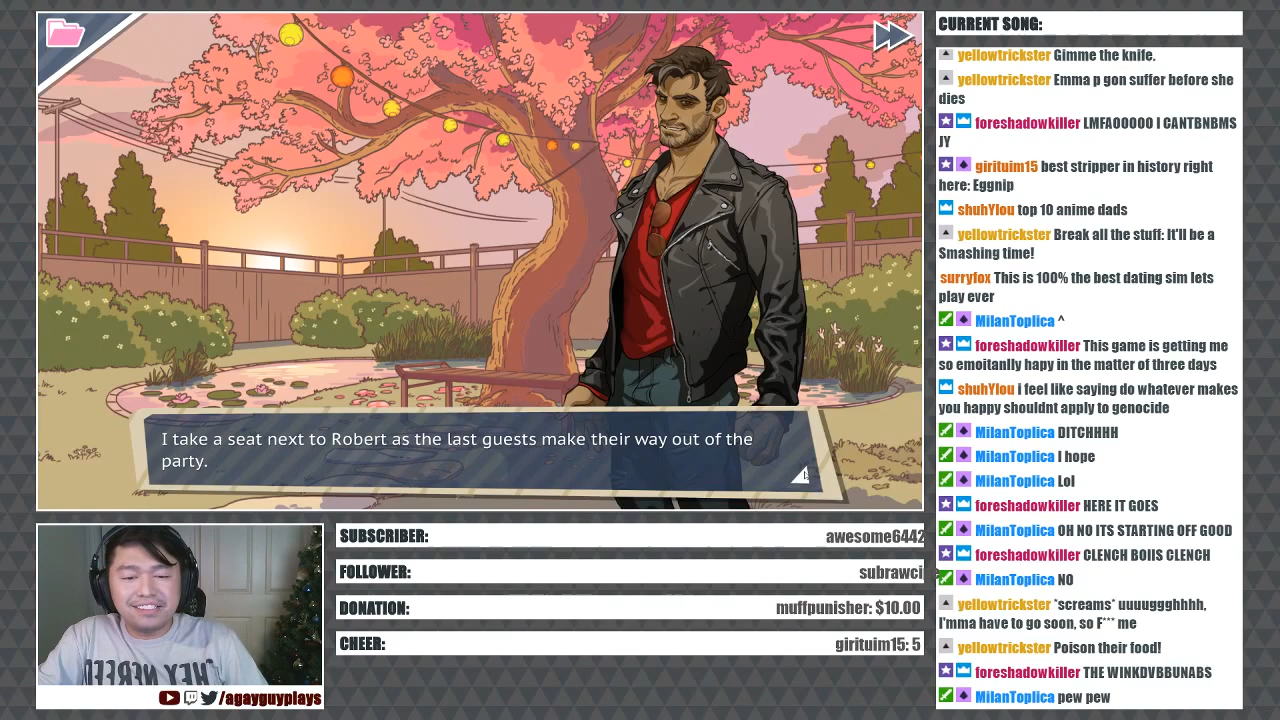 I take a seat next to Robert as the last guests make their way out of the
party.
SUBSCRIBER: awesome6442
FOLLOWER: subrawci
DONATION: muffpunisher: $10.00
CHEER: girituim15: 5
/agayguyplays
CURRENT SONG:
yellowtrickster Gimme the knife.
yellowtrickster Emma p gon suffer before she
dies
foreshadowkiller LMFAOOOOO I CANTBNBMS
JY
girituim15 best stripper in history right
here: Eggnip
shuhYlou top 10 anime dads
yellowtrickster Break all the stuff: It'll be a
Smashing time!
surryfox This is 100% the best dating sim lets
play ever
MilanToplica ^
foreshadowkiller This game is getting me
so emoitanlly hapy in the matter of three days
shuhYlou i feel like saying do whatever makes
you happy shouldnt apply to genocide
MilanToplica DITCHHHH
MilanToplica I hope
MilanToplica Lol
foreshadowkiller HERE IT GOES
MilanToplica OH NO ITS STARTING OFF GOOD
foreshadowkiller CLENCH BOIIS CLENCH
MilanToplica NO
yellowtrickster *screams* uuuuggghhhh,
I'mma have to go soon, so F*** me
yellowtrickster Poison their food!
foreshadowkiller THE WINKDVBBUNABS
MilanToplica pew pew